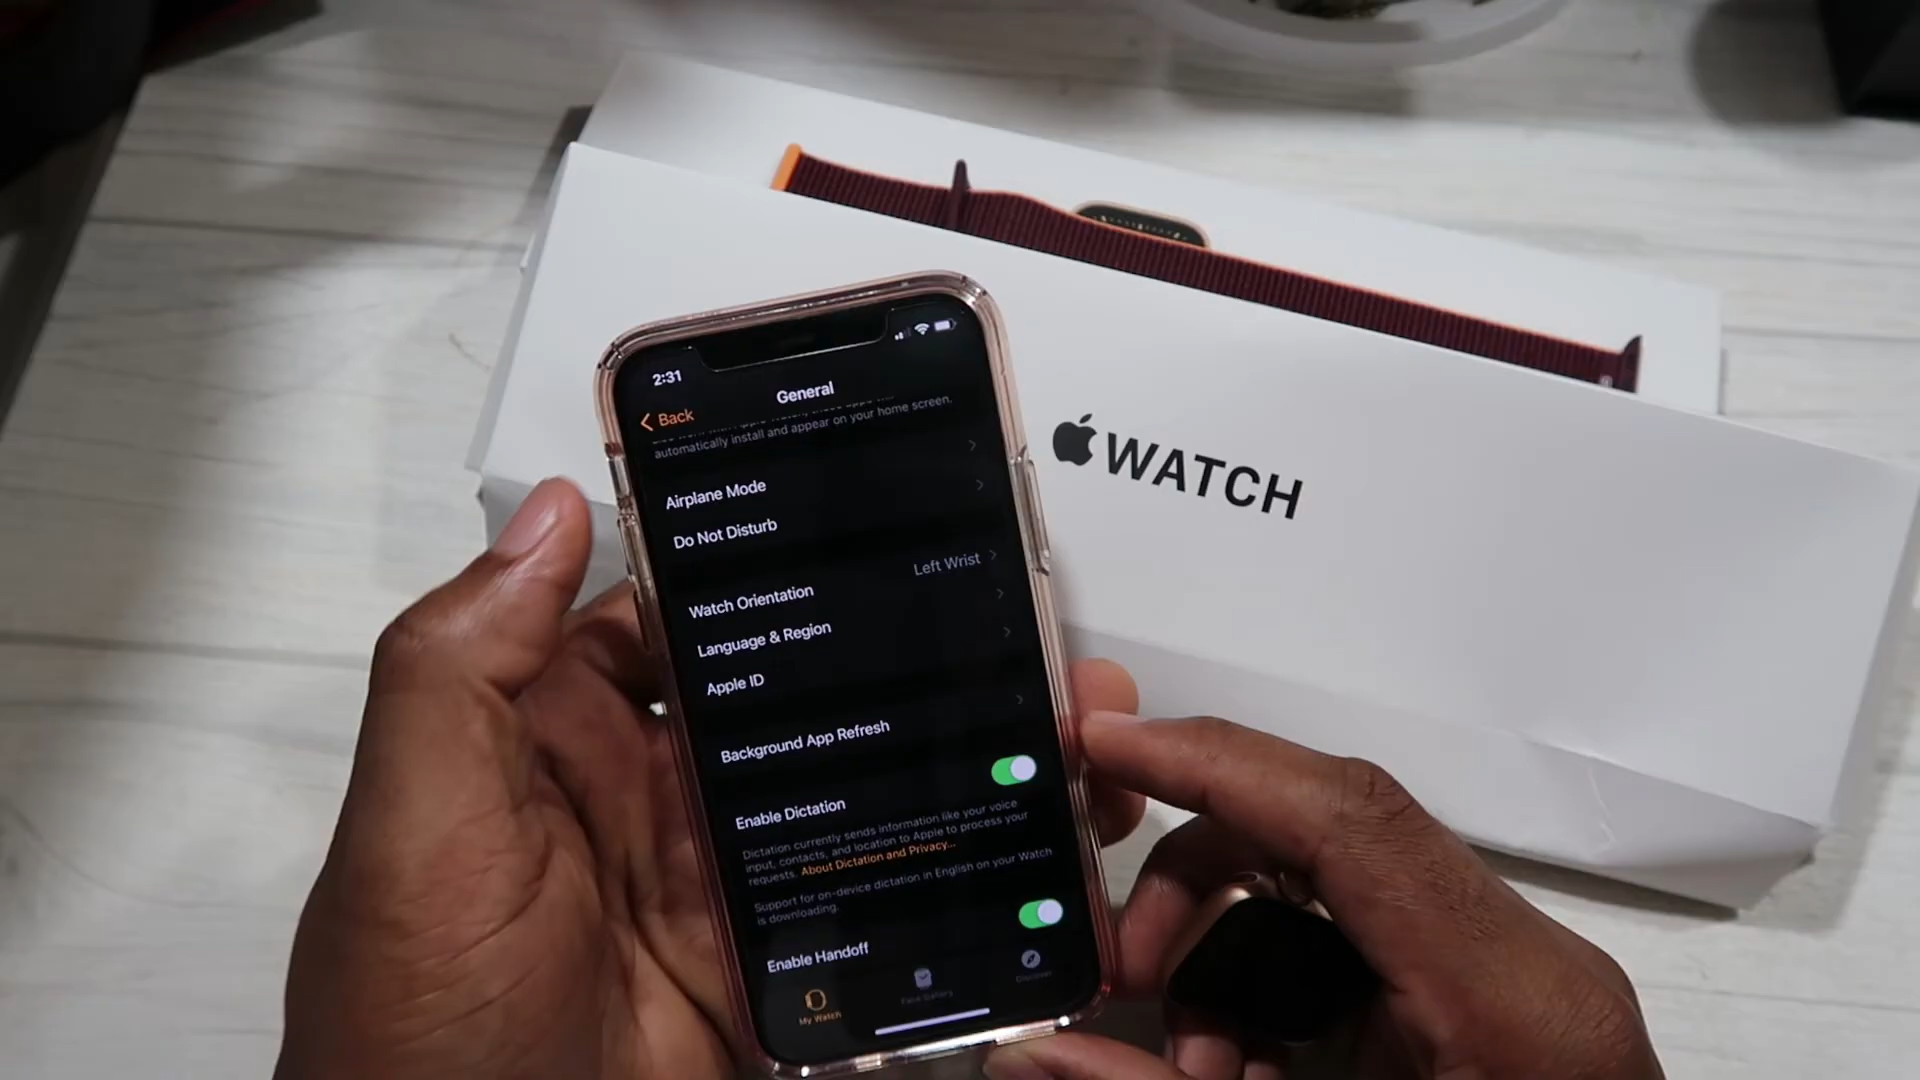 2:31
General
Back
automatically install and appear on your home screen.
Airplane Mode
Do Not Disturb
Watch Orientation Left Wrist
Language & Region
Apple ID
Background App Refresh
Enable Dictation
Dictation currently sends information like your voice
input, contacts, and location to Apple to process your
requests. About Dictation and Privacy...
Support for on-device dictation in English on your Watch
is downloading.
Enable Handoff
My Watch Face Gallery Discover
WATCH